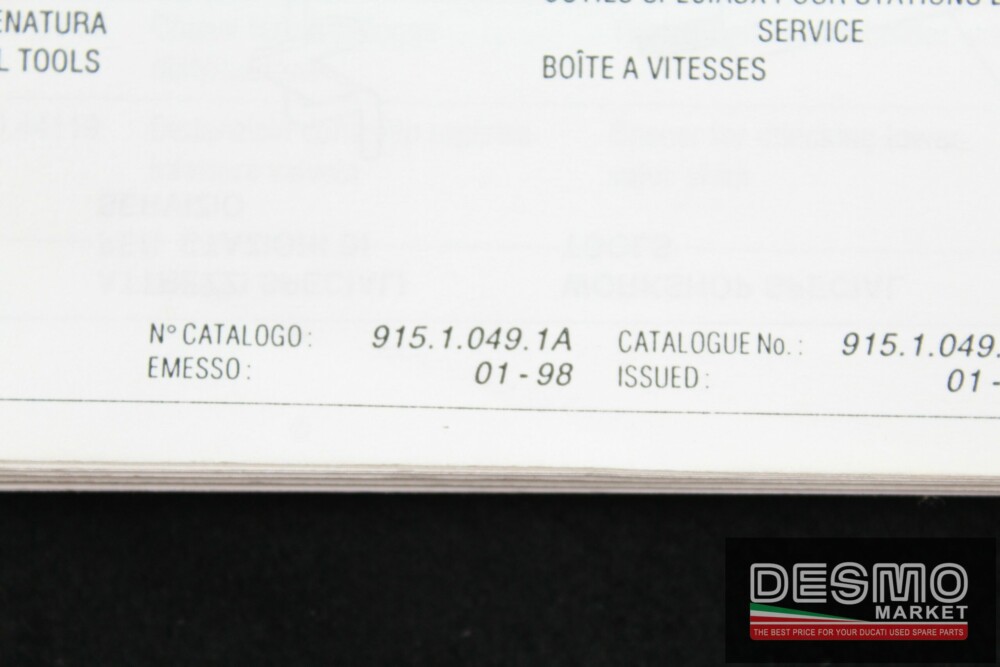 ENATURA
L TOOLS
SERVICE
BOÎTE A VITESSES
N° CATALOGO: 915.1.049.1A
EMESSO: 01-98
CATALOGUE No.: 915.1.049.
ISSUED: 01-
DESMO
MARKET
THE BEST PRICE FOR YOUR DUCATI USED SPARE PARTS